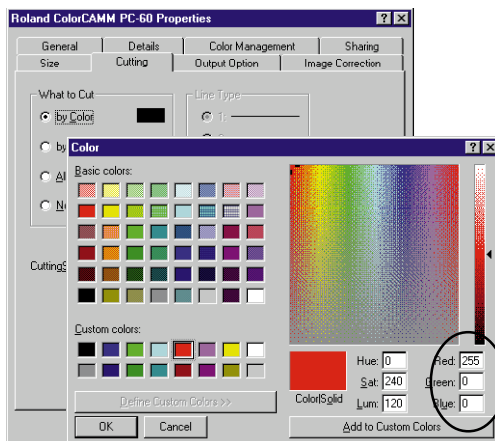 Roland ColorCAMM PC-60 Properties
General Details Color Management Sharing
Size Cutting Output Option Image Correction
What to Cut
Line Type
by Color
1:
by
Color
Al
N
Cutting
Basic colors:
Custom colors:
Define Custom Colors >>
OK Cancel
Color|Solid
Hue: 0
Sat: 240
Lum: 120
Red: 255
Green: 0
Blue: 0
Add to Custom Colors